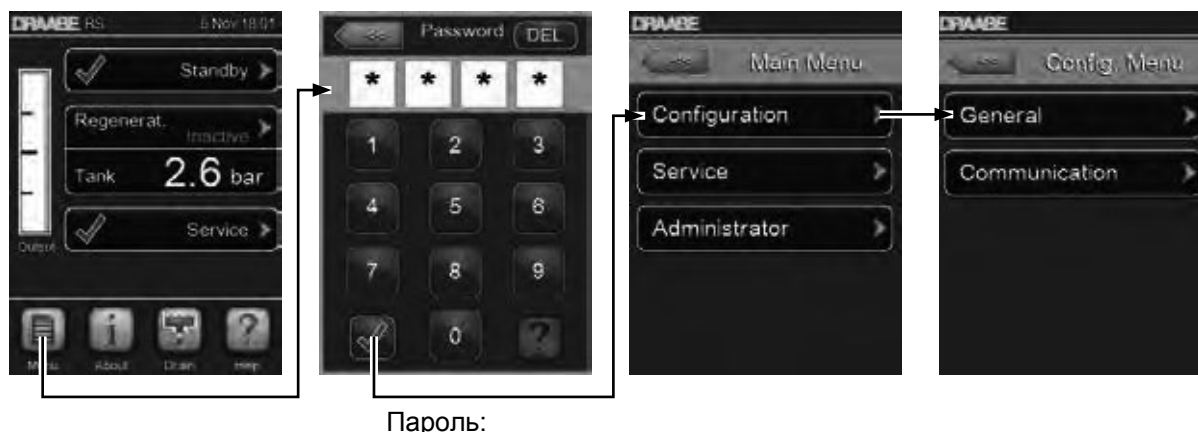 DRAABE RS 5 Nov 18:01
Standby
Regenerat.
Inactive
Tank 2.6 bar
Output
Service
Menu About Drain Help
<< Password DEL
* * * *
1 2 3
4 5 6
7 8 9
0 ?
Пароль:
DRAABE
<< Main Menu
Configuration
Service
Administrator
DRAABE
<< Config. Menu
General
Communication